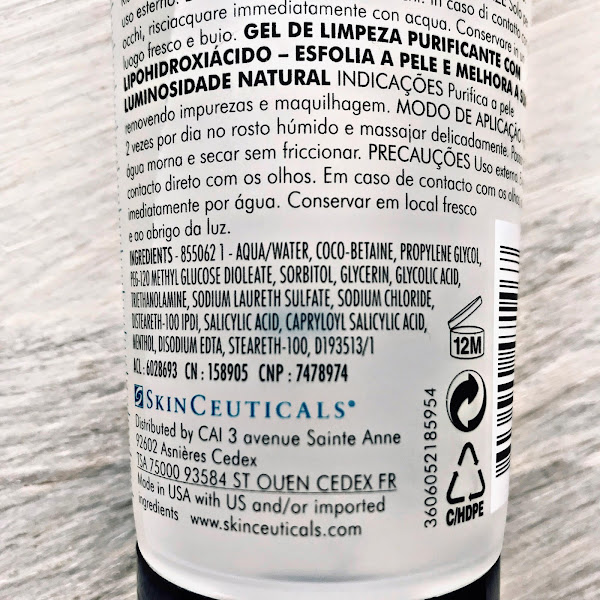 uso esterno.
in caso di contatto con
occhi, risciacquare immediatamente con acqua. Conservare in un
luogo fresco e buio. GEL DE LIMPEZA PURIFICANTE COM
LIPOHIDROXIÁCIDO – ESFOLIA A PELE E MELHORA A SUA
LUMINOSIDADE NATURAL INDICAÇÕES Purifica a pele
removendo impurezas e maquilhagem. MODO DE APLICAÇÃO
2 vezes por dia no rosto húmido e massajar delicadamente.
água morna e secar sem friccionar. PRECAUÇÕES Uso externo.
contacto direto com os olhos. Em caso de contacto com os olhos,
imediatamente por água. Conservar em local fresco
e ao abrigo da luz.
INGREDIENTS - 855062 1 - AQUA/WATER, COCO-BETAINE, PROPYLENE GLYCOL,
PEG-120 METHYL GLUCOSE DIOLEATE, SORBITOL, GLYCERIN, GLYCOLIC ACID,
TRIETHANOLAMINE, SODIUM LAURETH SULFATE, SODIUM CHLORIDE,
DISTEARETH-100 IPDI, SALICYLIC ACID, CAPRYLOYL SALICYLIC ACID,
MENTHOL, DISODIUM EDTA, STEARETH-100, D193513/1
ACL : 6028693 CN : 158905 CNP : 7478974
SKINCEUTICALS®
Distributed by CAI 3 avenue Sainte Anne
92602 Asnières Cedex
TSA 75000 93584 ST OUEN CEDEX FR
Made in USA with US and/or imported
ingredients www.skinceuticals.com
12M
3606052185954
C/HDPE